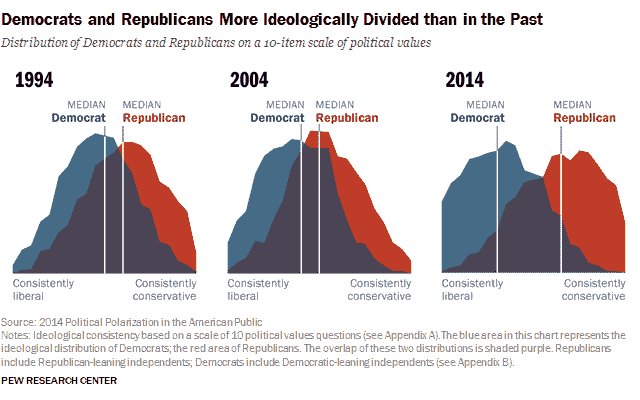 Democrats and Republicans More Ideologically Divided than in the Past
Distribution of Democrats and Republicans on a 10-item scale of political values
1994
MEDIAN MEDIAN
Democrat Republican
Consistently liberal
Consistently conservative
2004
MEDIAN MEDIAN
Democrat Republican
Consistently liberal
Consistently conservative
2014
MEDIAN MEDIAN
Democrat Republican
Consistently liberal
Consistently conservative
Source: 2014 Political Polarization in the American Public
Notes: Ideological consistency based on a scale of 10 political values questions (see Appendix A).The blue area in this chart represents the
ideological distribution of Democrats; the red area of Republicans. The overlap of these two distributions is shaded purple. Republicans
include Republican-leaning independents; Democrats include Democratic-leaning independents (see Appendix B).
PEW RESEARCH CENTER